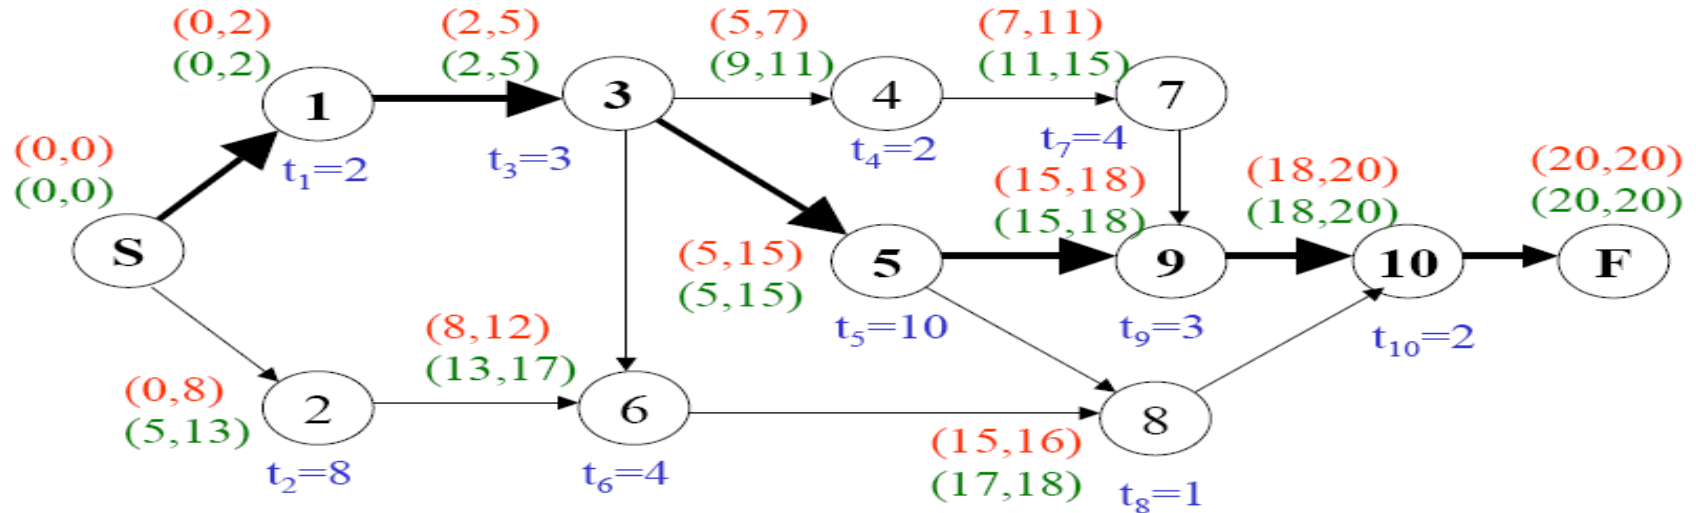 (0,2)
(0,2)
(2,5)
(2,5)
(5,7)
(9,11)
(7,11)
(11,15)
1
3
4
7
t₁=2
t₃=3
t₄=2
t₇=4
(0,0)
(0,0)
S
(15,18)
(15,18)
(18,20)
(18,20)
(20,20)
(20,20)
(5,15)
(5,15)
5
9
10
F
t₅=10
t₉=3
t₁₀=2
(0,8)
(5,13)
(8,12)
(13,17)
2
6
8
t₂=8
t₆=4
(15,16)
(17,18)
t₈=1